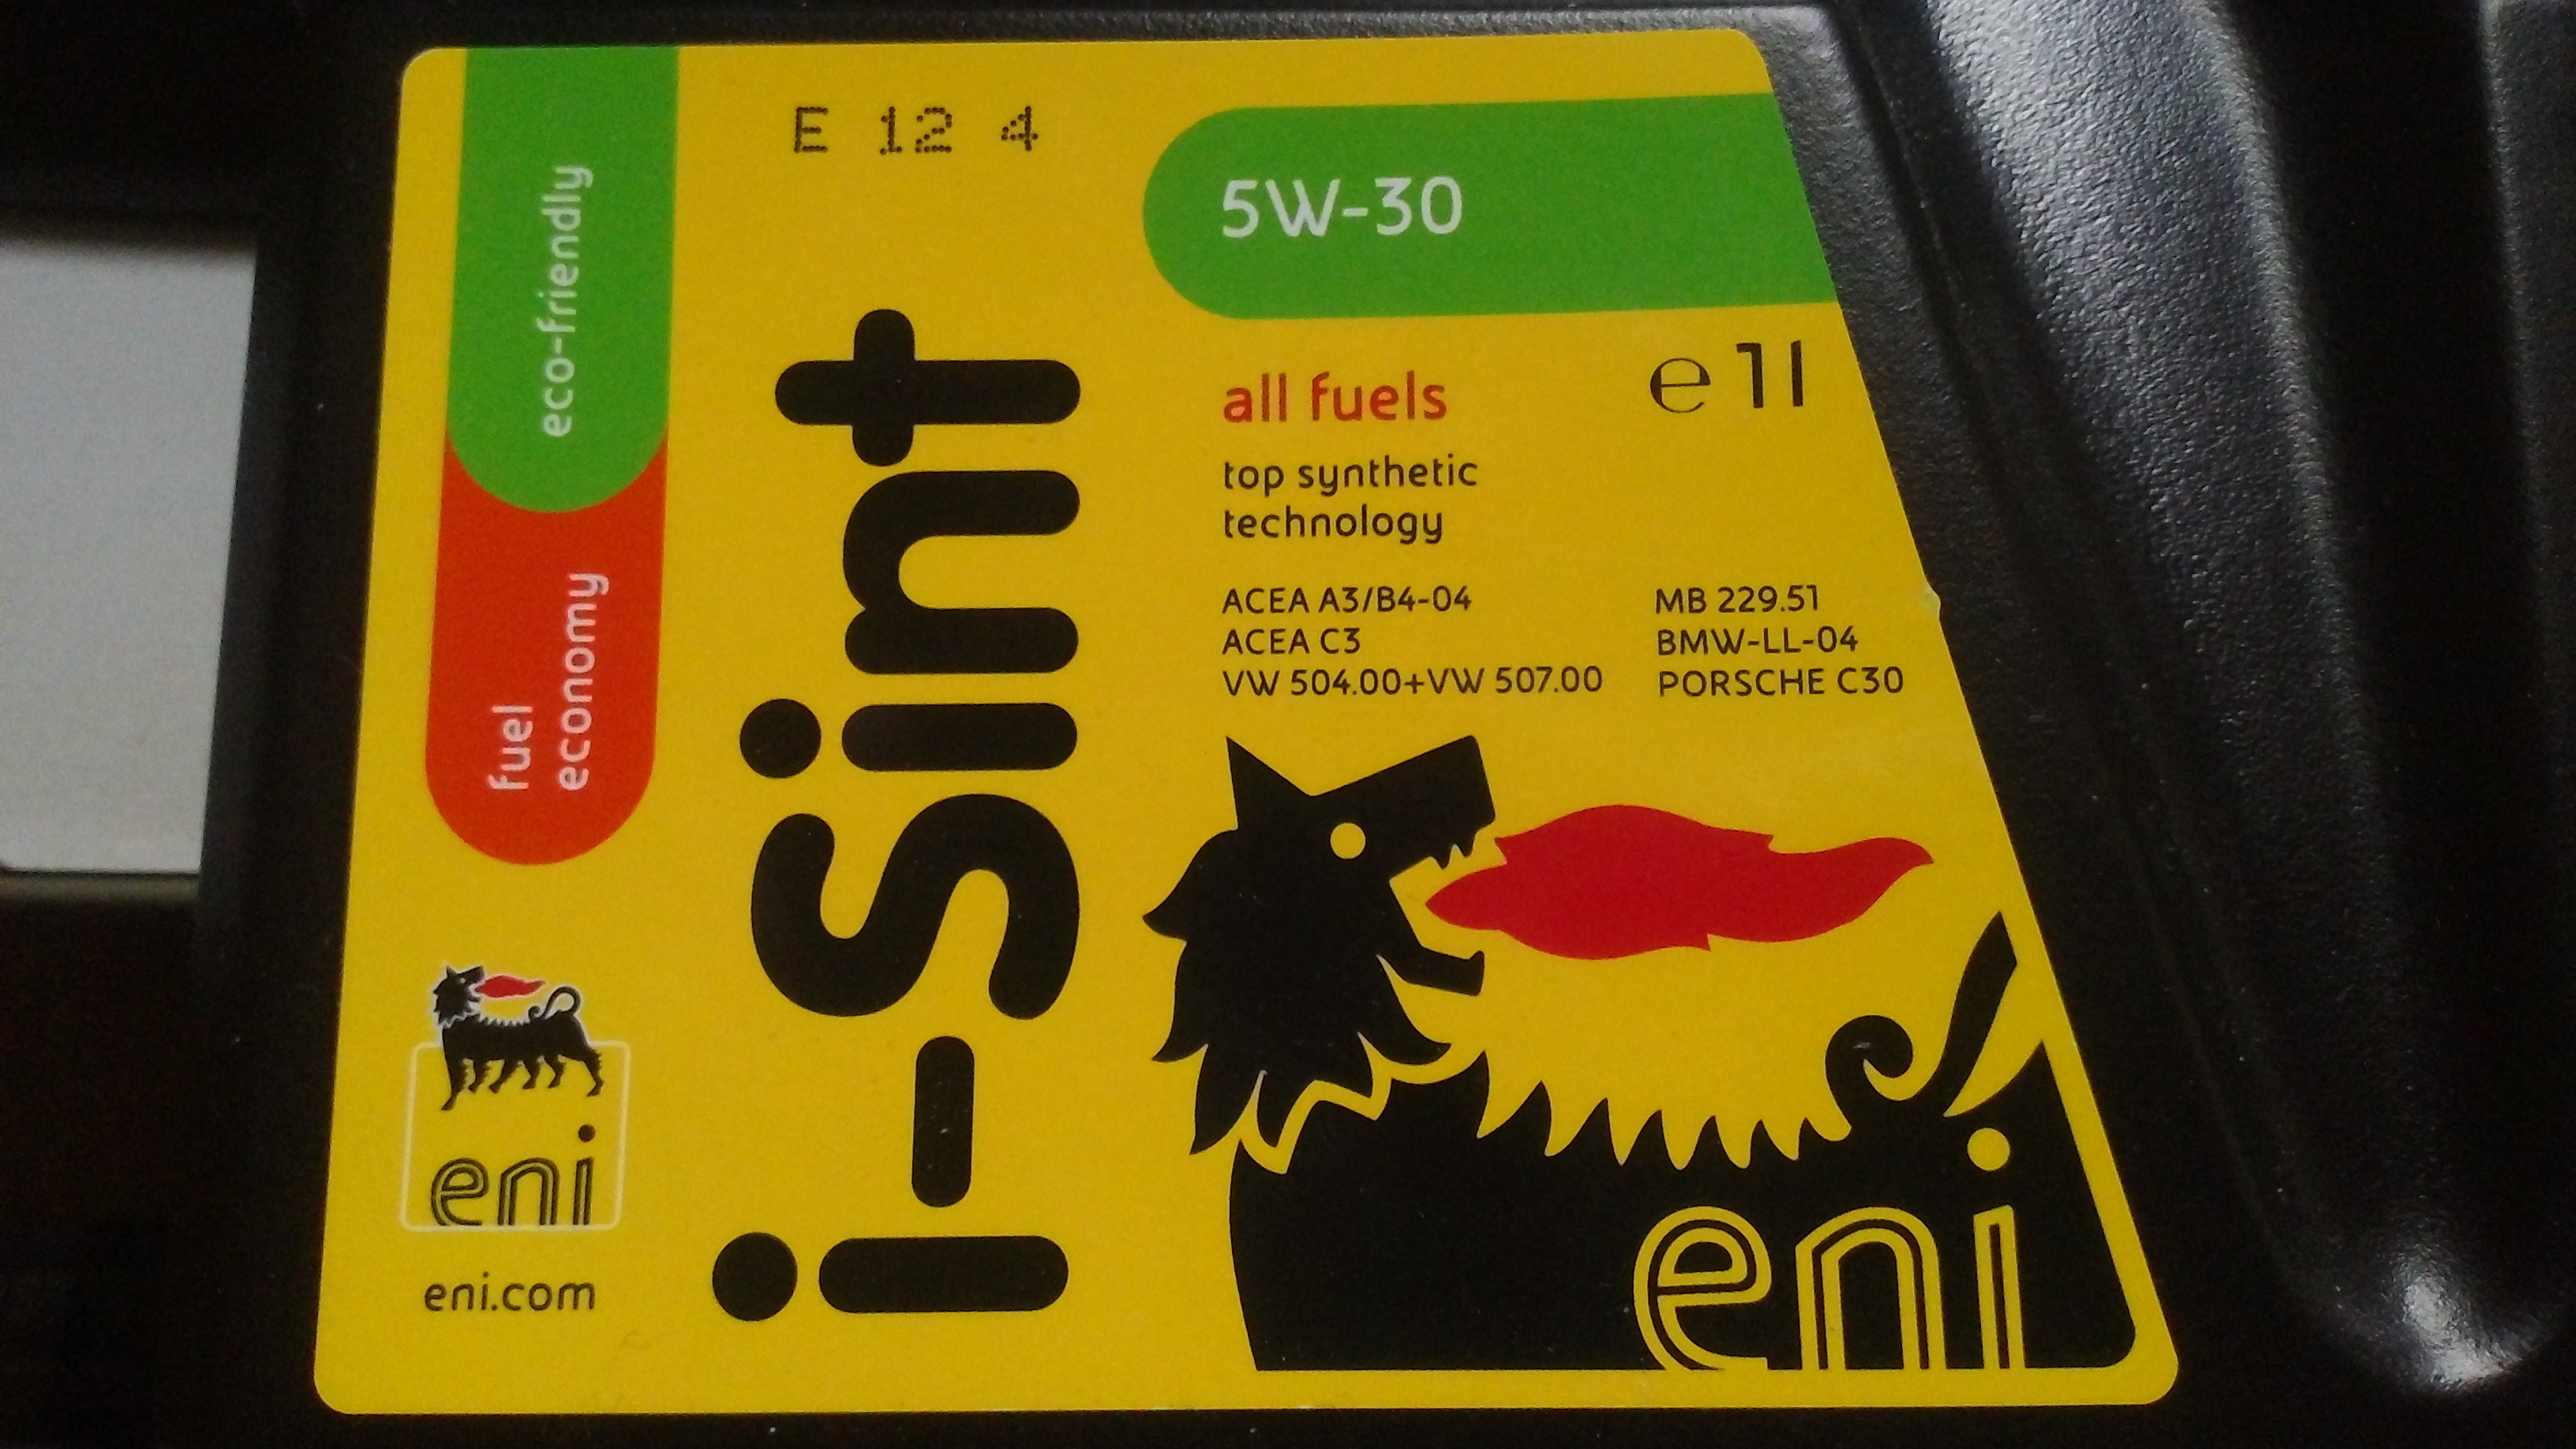 E 12 4
5W-30
eco-friendly
fuel
economy
i-sint
all fuels
e 1l
top synthetic
technology
ACEA A3/B4-04
ACEA C3
VW 504.00+VW 507.00
MB 229.51
BMW-LL-04
PORSCHE C30
eni
eni.com
eni